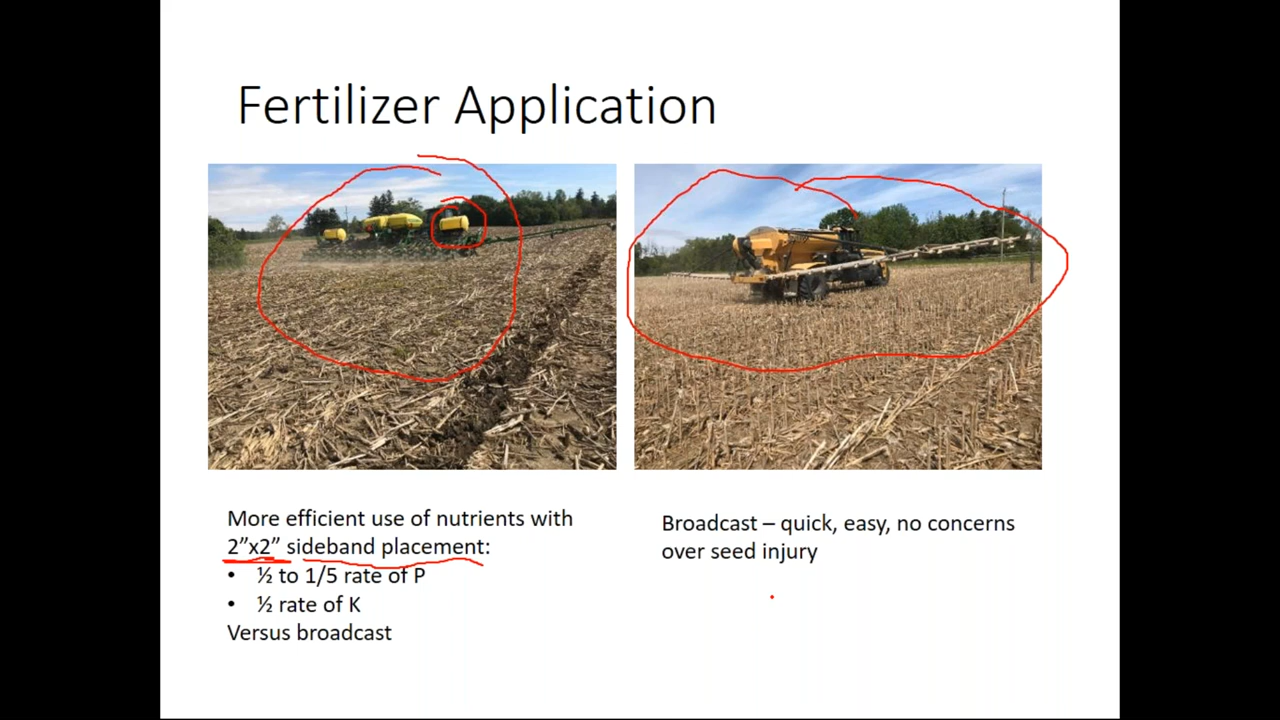 Fertilizer Application
More efficient use of nutrients with
2”x2” sideband placement:
• ½ to 1/5 rate of P
• ½ rate of K
Versus broadcast
Broadcast – quick, easy, no concerns
over seed injury